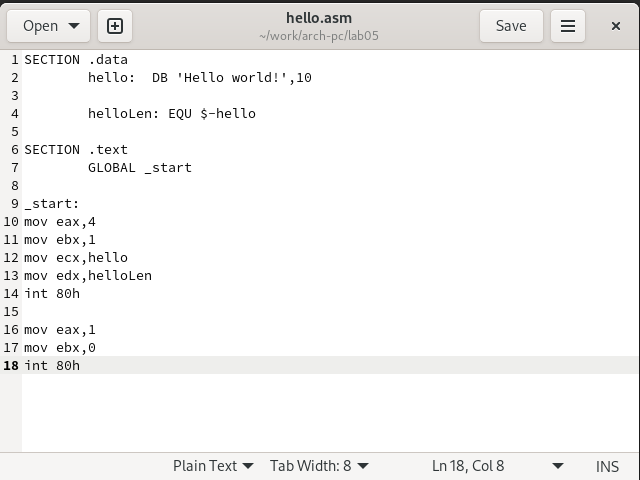 Open
hello.asm
~/work/arch-pc/lab05
Save
1 SECTION .data
2         hello:  DB 'Hello world!',10
3
4         helloLen: EQU $-hello
5
6 SECTION .text
7         GLOBAL _start
8
9 _start:
10 mov eax,4
11 mov ebx,1
12 mov ecx,hello
13 mov edx,helloLen
14 int 80h
15
16 mov eax,1
17 mov ebx,0
18 int 80h
Plain Text Tab Width: 8 Ln 18, Col 8 INS